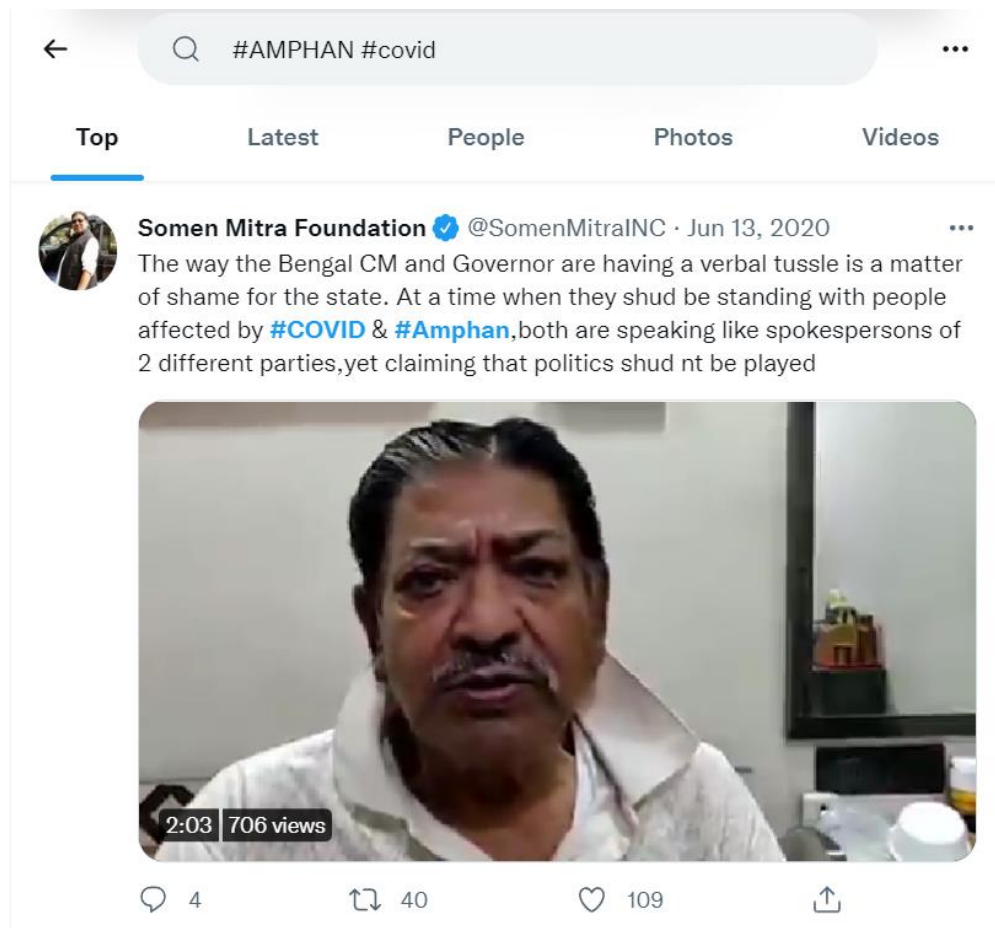 #AMPHAN #covid
Top Latest People Photos Videos
Somen Mitra Foundation @SomenMitraINC · Jun 13, 2020
The way the Bengal CM and Governor are having a verbal tussle is a matter
of shame for the state. At a time when they shud be standing with people
affected by #COVID & #Amphan,both are speaking like spokespersons of
2 different parties,yet claiming that politics shud nt be played
2:03 706 views
4 40 109